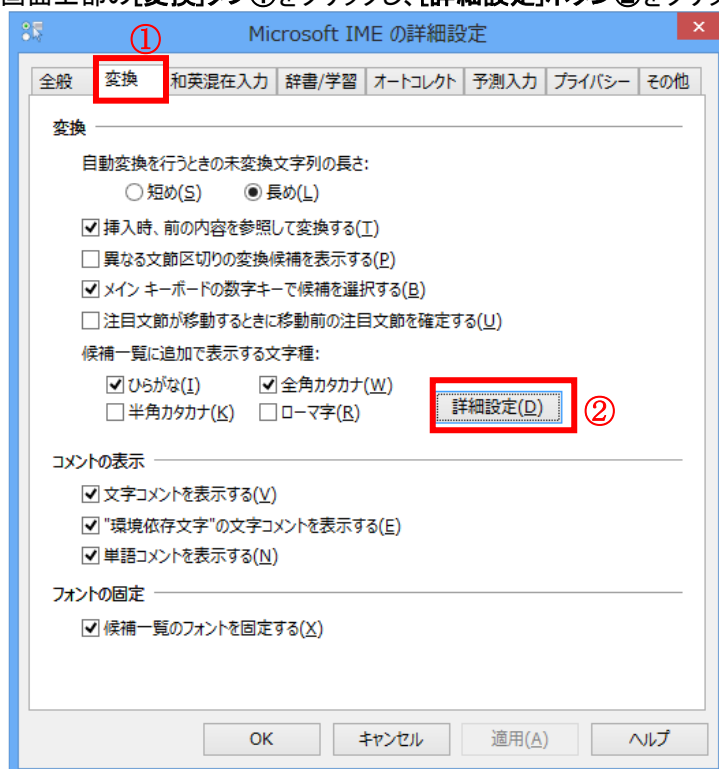 画面上部の[変換]タブ①をクリックし、[詳細設定]ボタン②をクリック
①
Microsoft IME の詳細設定
全般 変換 和英混在入力 辞書/学習 オートコレクト 予測入力 プライバシー その他
変換
自動変換を行うときの未変換文字列の長さ:
短め(S) 長め(L)
挿入時、前の内容を参照して変換する(T)
異なる文節区切りの変換候補を表示する(P)
メイン キーボードの数字キーで候補を選択する(B)
注目文節が移動するときに移動前の注目文節を確定する(U)
候補一覧に追加で表示する文字種:
ひらがな(I) 全角カタカナ(W)
半角カタカナ(K) ローマ字(R)
詳細設定(D) ②
コメントの表示
文字コメントを表示する(V)
"環境依存文字"の文字コメントを表示する(E)
単語コメントを表示する(N)
フォントの固定
候補一覧のフォントを固定する(X)
OK キャンセル 適用(A) ヘルプ